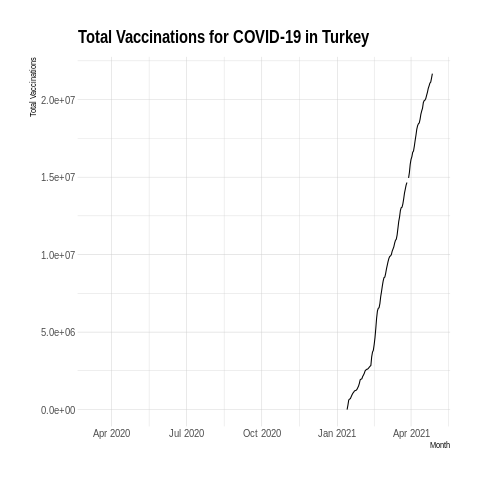 Total Vaccinations for COVID-19 in Turkey
Total Vaccinations
2.0e+07
1.5e+07
1.0e+07
5.0e+06
0.0e+00
Apr 2020 Jul 2020 Oct 2020 Jan 2021 Apr 2021
Month